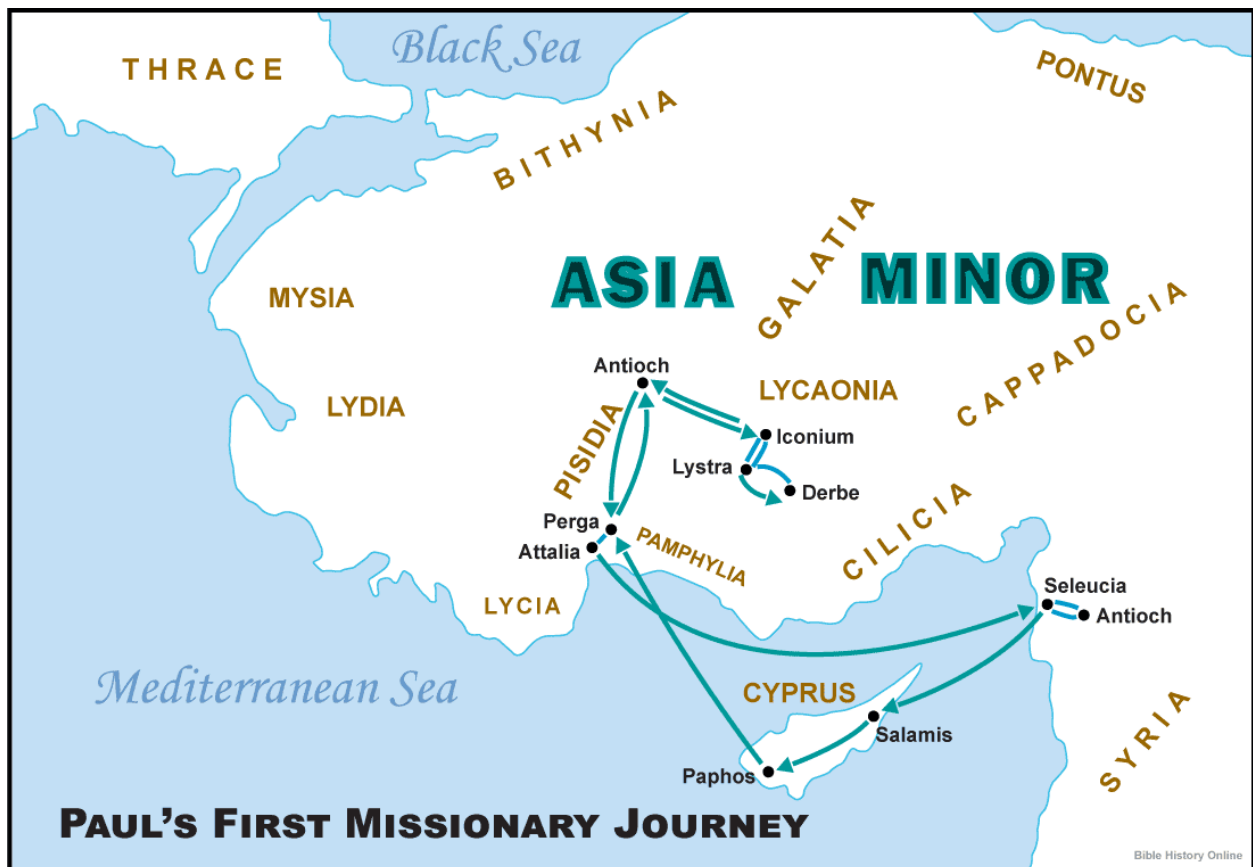 Black Sea
THRACE
PONTUS
BITHYNIA
GALATIA
ASIA MINOR
MYSIA
CAPPADOCIA
Antioch
LYCAONIA
LYDIA
PISIDIA
Iconium
Lystra
Derbe
Perga
PAMPHYLIA
CILICIA
Attalia
LYCIA
Seleucia
Antioch
Mediterranean Sea
CYPRUS
Salamis
SYRIA
Paphos
PAUL'S FIRST MISSIONARY JOURNEY
Bible History Online